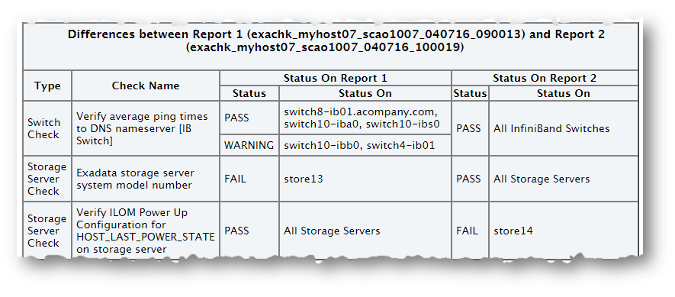 Differences between Report 1 (exachk_myhost07_scao1007_040716_090013) and Report 2
(exachk_myhost07_scao1007_040716_100019)
Type Check Name Status On Report 1 Status On Report 2
Status Status On Status Status On
Switch
Check
Verify average ping times
to DNS nameserver [IB
Switch]
PASS
switch8-ib01.acompany.com,
switch10-iba0, switch10-ibs0
WARNING switch10-ibb0, switch4-ib01
PASS All InfiniBand Switches
Storage
Server
Check
Exadata storage server
system model number
FAIL store13 PASS All Storage Servers
Storage
Server
Check
Verify ILOM Power Up
Configuration for
HOST_LAST_POWER_STATE
on storage server
PASS All Storage Servers FAIL store14